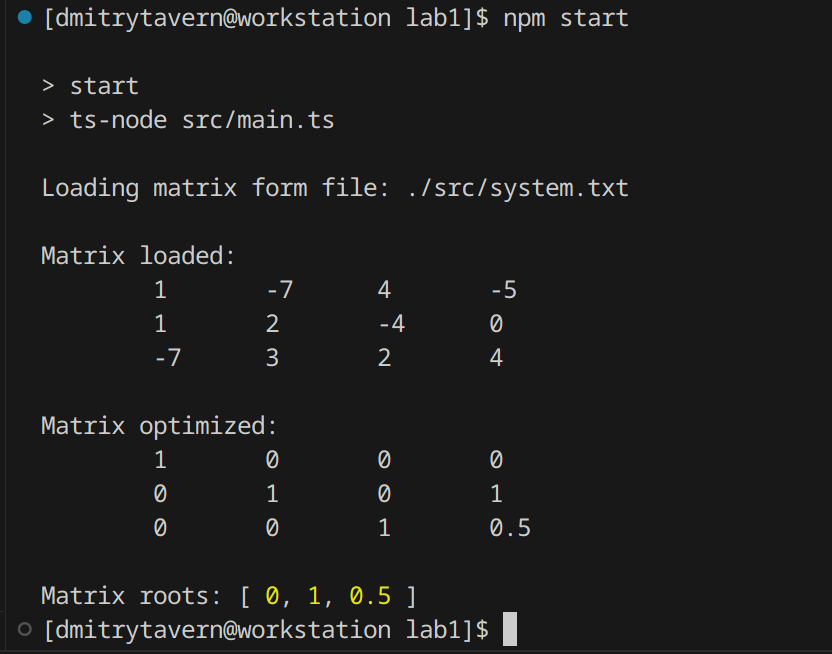 [dmitrytavern@workstation lab1]$ npm start
> start
> ts-node src/main.ts
Loading matrix form file: ./src/system.txt
Matrix loaded:
1 -7 4 -5
1 2 -4 0
-7 3 2 4
Matrix optimized:
1 0 0 0
0 1 0 1
0 0 1 0.5
Matrix roots: [ 0, 1, 0.5 ]
[dmitrytavern@workstation lab1]$